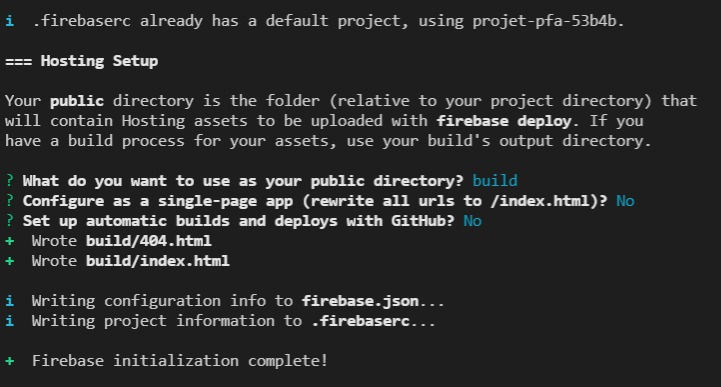 i  .firebaserc already has a default project, using projet-pfa-53b4b.
=== Hosting Setup
Your public directory is the folder (relative to your project directory) that
will contain Hosting assets to be uploaded with firebase deploy. If you
have a build process for your assets, use your build's output directory.
? What do you want to use as your public directory? build
? Configure as a single-page app (rewrite all urls to /index.html)? No
? Set up automatic builds and deploys with GitHub? No
+  Wrote build/404.html
+  Wrote build/index.html
i  Writing configuration info to firebase.json...
i  Writing project information to .firebaserc...
+  Firebase initialization complete!